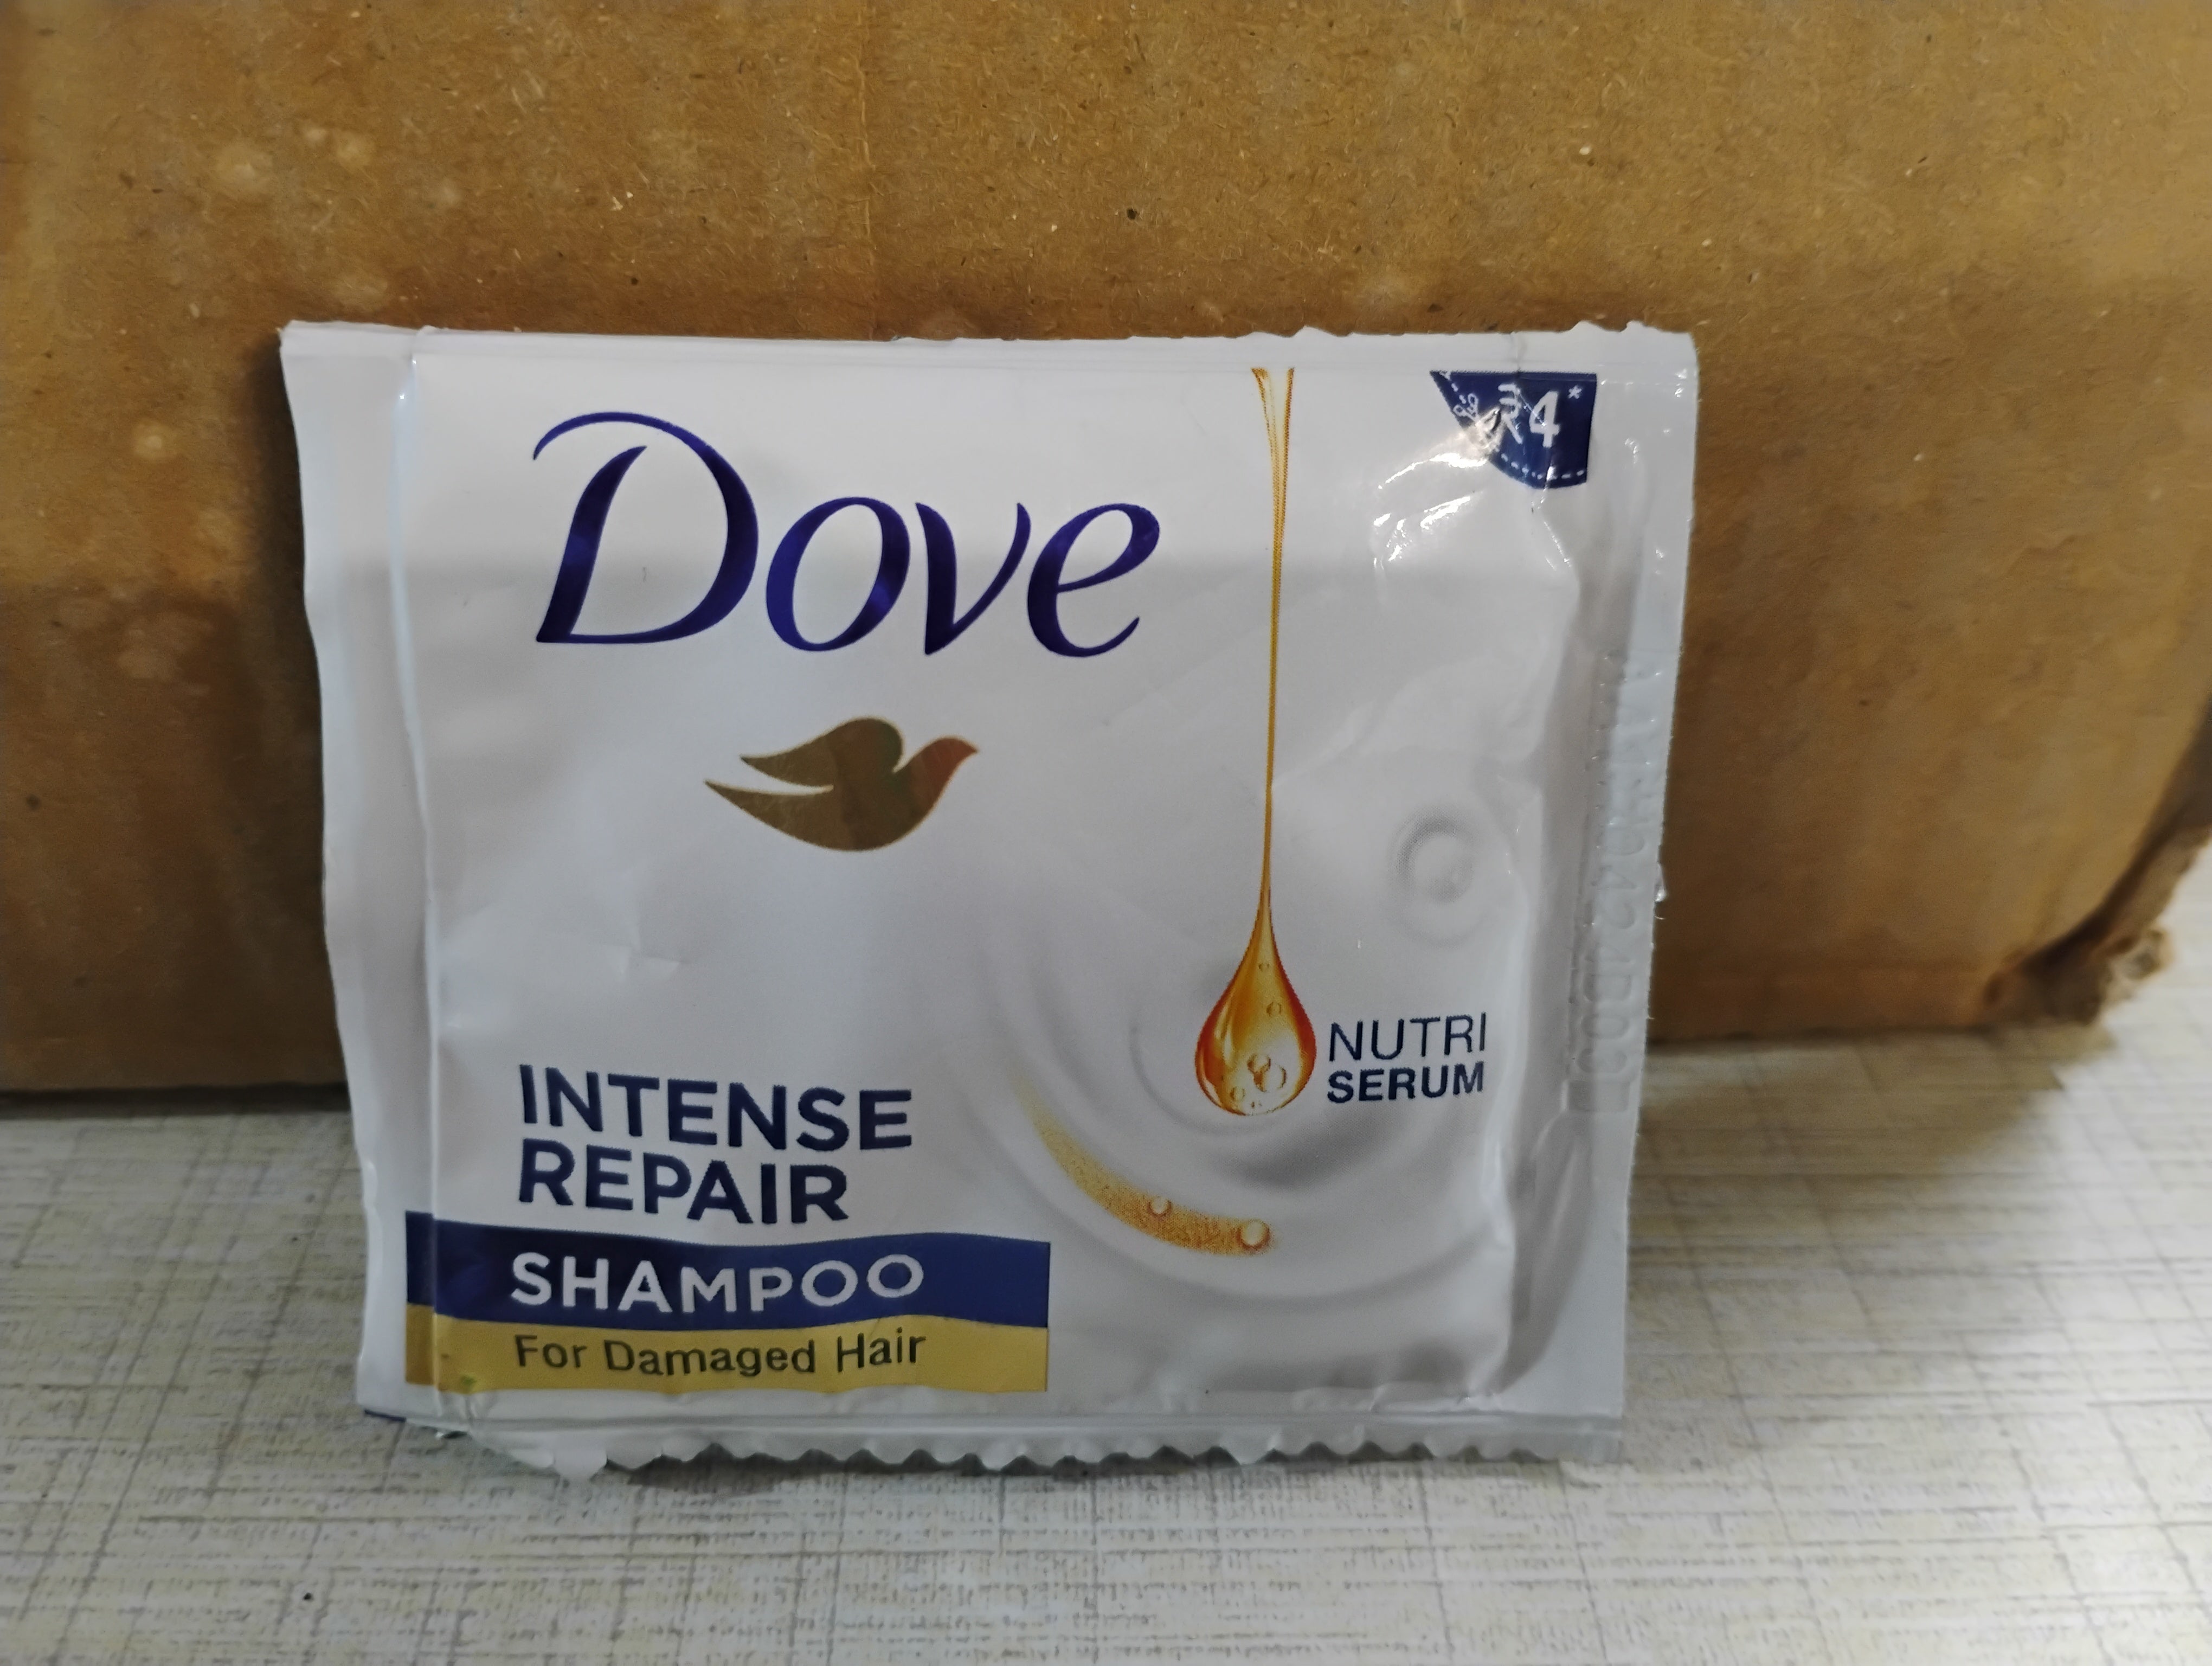 Dove
₹4*
NUTRI
SERUM
INTENSE
REPAIR
SHAMPOO
For Damaged Hair